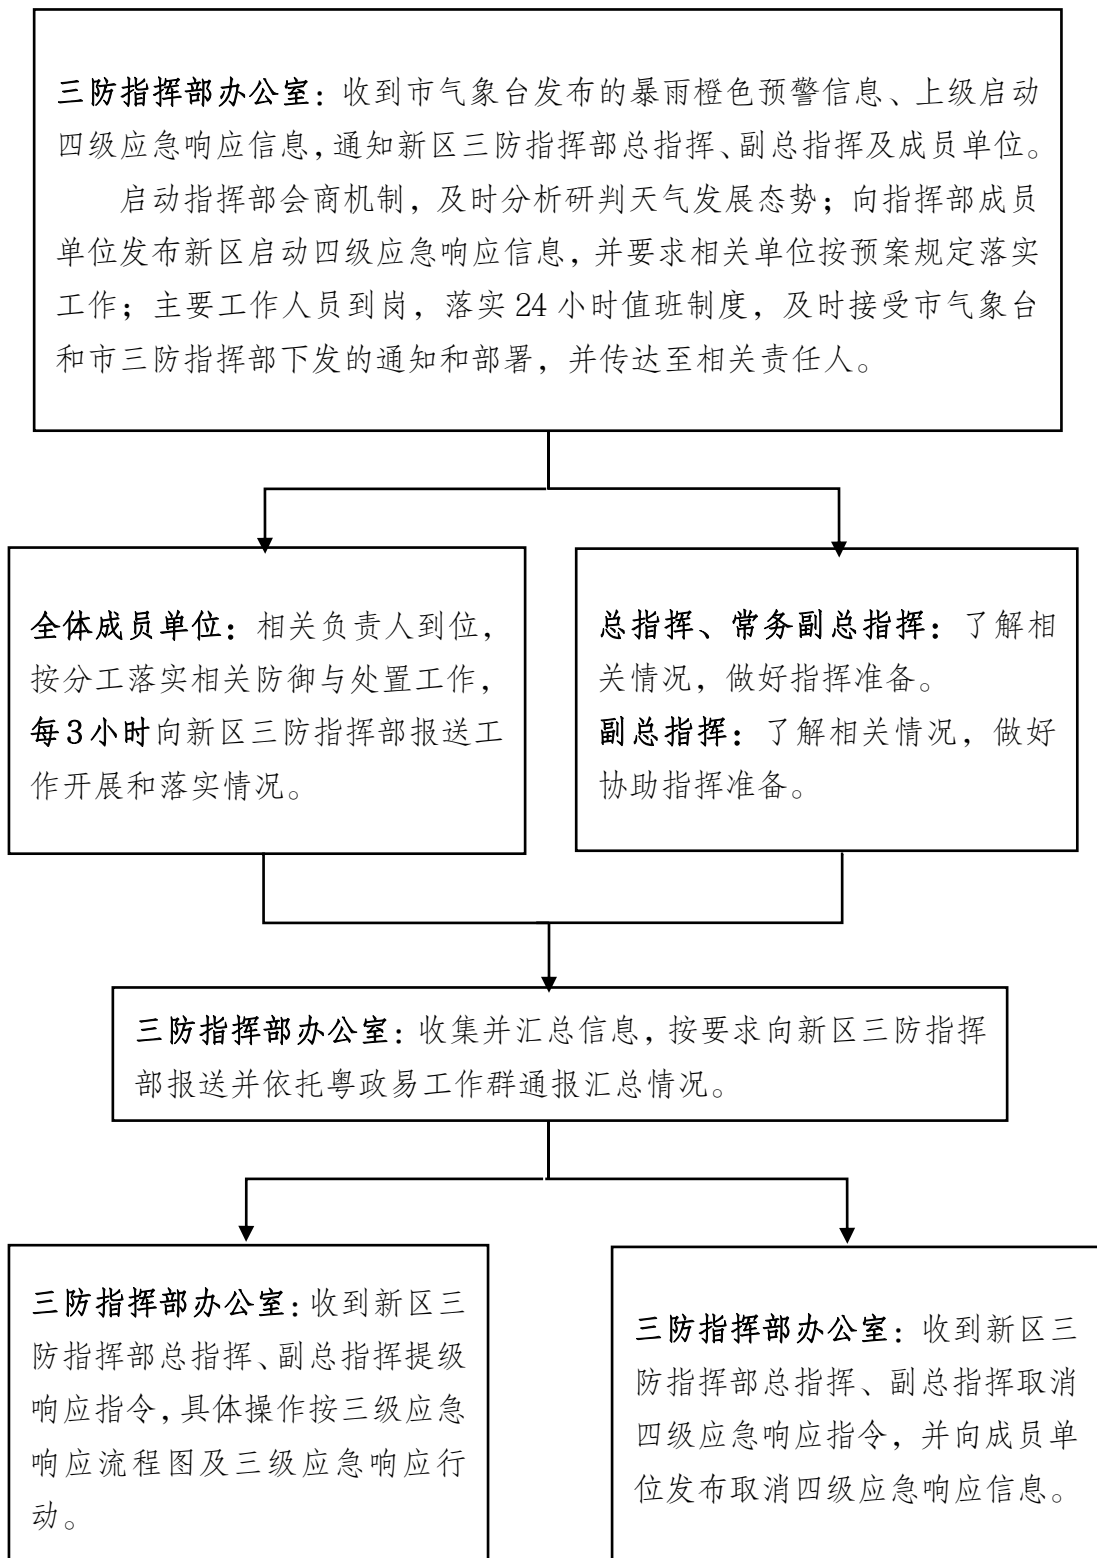 三防指挥部办公室：收到市气象台发布的暴雨橙色预警信息、上级启动
四级应急响应信息，通知新区三防指挥部总指挥、副总指挥及成员单位。
启动指挥部会商机制，及时分析研判天气发展态势；向指挥部成员
单位发布新区启动四级应急响应信息，并要求相关单位按预案规定落实
工作；主要工作人员到岗，落实24小时值班制度，及时接受市气象台
和市三防指挥部下发的通知和部署，并传达至相关责任人。
全体成员单位：相关负责人到位，
按分工落实相关防御与处置工作，
每3小时向新区三防指挥部报送工
作开展和落实情况。
总指挥、常务副总指挥：了解相
关情况，做好指挥准备。
副总指挥：了解相关情况，做好
协助指挥准备。
三防指挥部办公室：收集并汇总信息，按要求向新区三防指挥
部报送并依托粤政易工作群通报汇总情况。
三防指挥部办公室：收到新区三
防指挥部总指挥、副总指挥提级
响应指令，具体操作按三级应急
响应流程图及三级应急响应行
动。
三防指挥部办公室：收到新区三
防指挥部总指挥、副总指挥取消
四级应急响应指令，并向成员单
位发布取消四级应急响应信息。